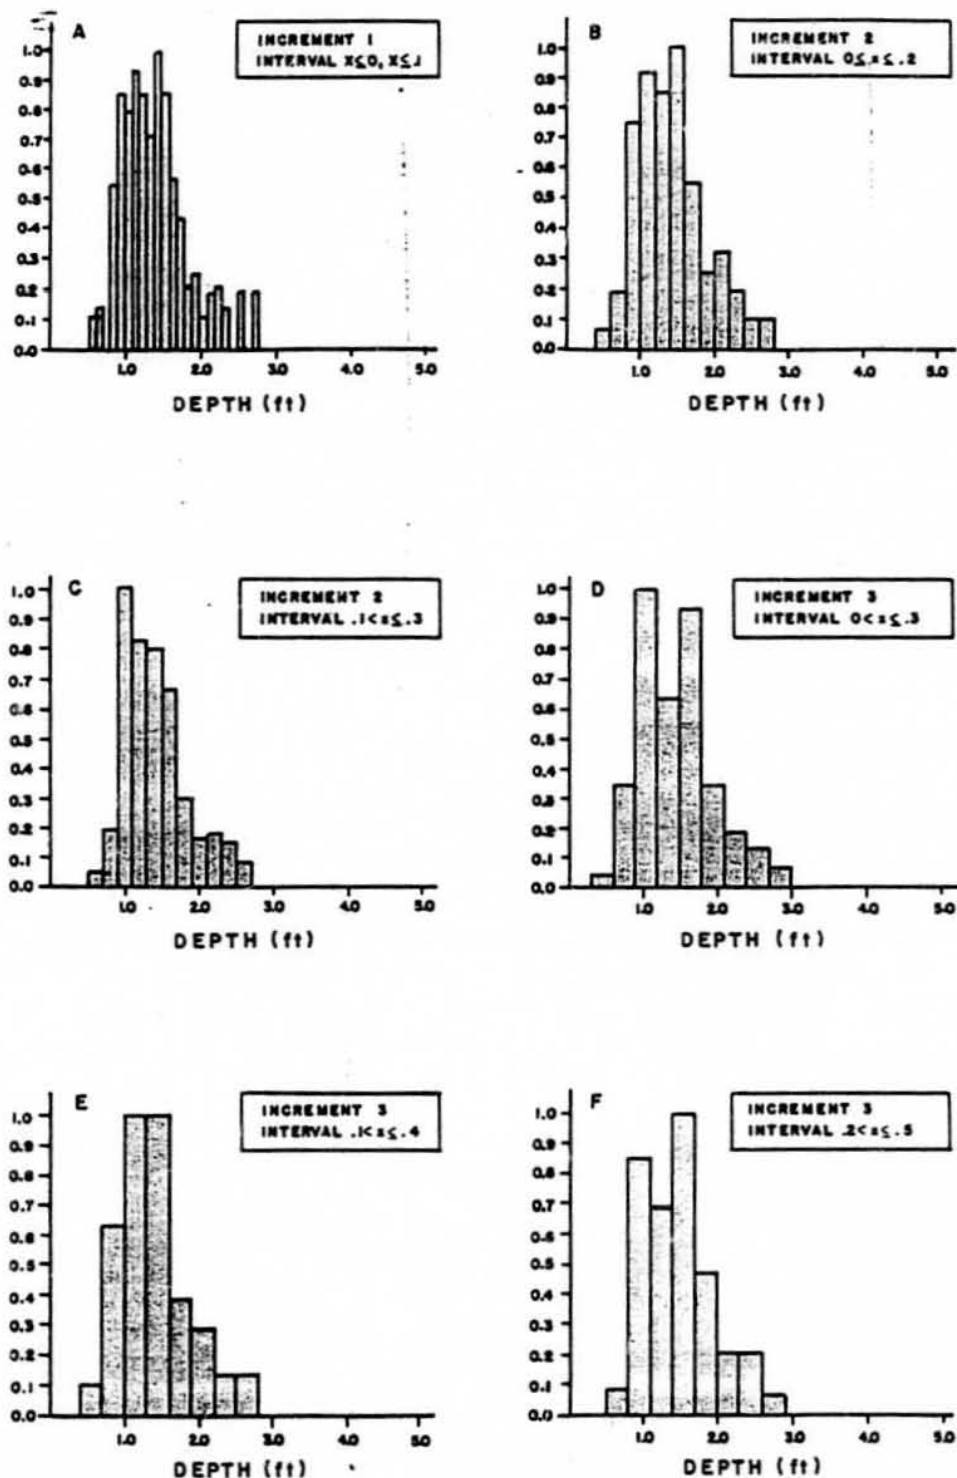 A
INCREMENT 1
INTERVAL X≤0, X≤.1
1.0
0.9
0.8
0.7
0.6
0.5
0.4
0.3
0.2
0.1
0.0
1.0 2.0 3.0 4.0 5.0
DEPTH (ft)
B
INCREMENT 2
INTERVAL 0≤x≤.2
1.0
0.9
0.8
0.7
0.6
0.5
0.4
0.3
0.2
0.1
0.0
1.0 2.0 3.0 4.0 5.0
DEPTH (ft)
C
INCREMENT 2
INTERVAL .1<x≤.3
1.0
0.9
0.8
0.7
0.6
0.5
0.4
0.3
0.2
0.1
0.0
1.0 2.0 3.0 4.0 5.0
DEPTH (ft)
D
INCREMENT 3
INTERVAL 0<x≤.3
1.0
0.9
0.8
0.7
0.6
0.5
0.4
0.3
0.2
0.1
0.0
1.0 2.0 3.0 4.0 5.0
DEPTH (ft)
E
INCREMENT 3
INTERVAL .1<x≤.4
1.0
0.9
0.8
0.7
0.6
0.5
0.4
0.3
0.2
0.1
0.0
1.0 2.0 3.0 4.0 5.0
DEPTH (ft)
F
INCREMENT 3
INTERVAL .2<x≤.5
1.0
0.9
0.8
0.7
0.6
0.5
0.4
0.3
0.2
0.1
0.0
1.0 2.0 3.0 4.0 5.0
DEPTH (ft)